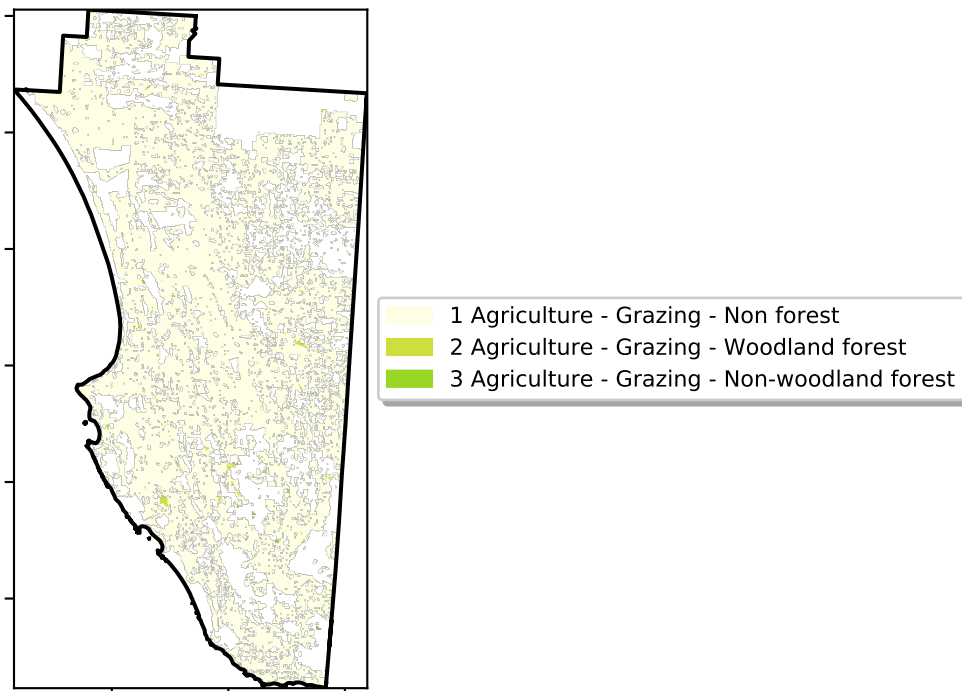 1 Agriculture - Grazing - Non forest
2 Agriculture - Grazing - Woodland forest
3 Agriculture - Grazing - Non-woodland forest